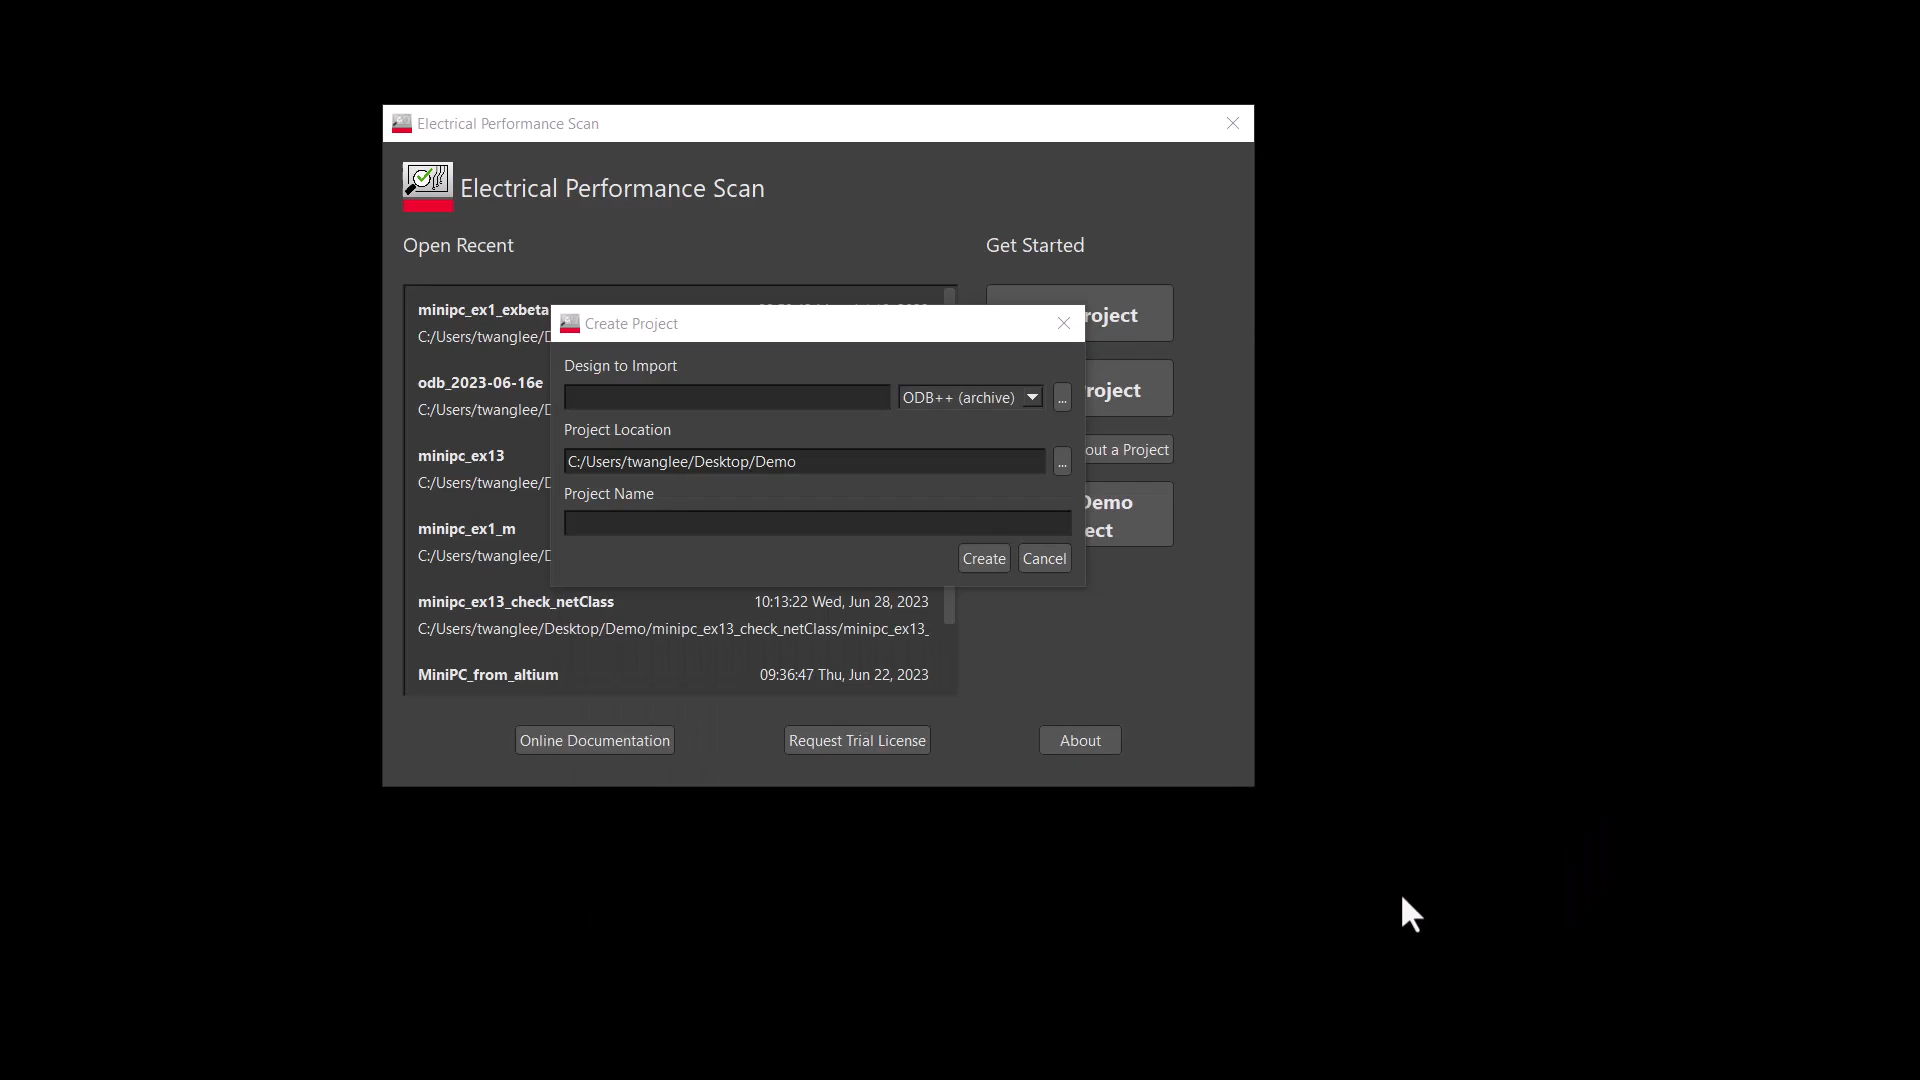 Electrical Performance Scan
Electrical Performance Scan
Open Recent
Get Started
minipc_ex1_exbeta
C:/Users/twanglee/D
odb_2023-06-16e
C:/Users/twanglee/D
minipc_ex13
C:/Users/twanglee/D
minipc_ex1_m
C:/Users/twanglee/D
minipc_ex13_check_netClass 10:13:22 Wed, Jun 28, 2023
C:/Users/twanglee/Desktop/Demo/minipc_ex13_check_netClass/minipc_ex13_
MiniPC_from_altium 09:36:47 Thu, Jun 22, 2023
Create Project
Design to Import
ODB++ (archive)
...
Project Location
C:/Users/twanglee/Desktop/Demo
...
Project Name
Create
Cancel
roject
roject
out a Project
Demo
ect
Online Documentation
Request Trial License
About